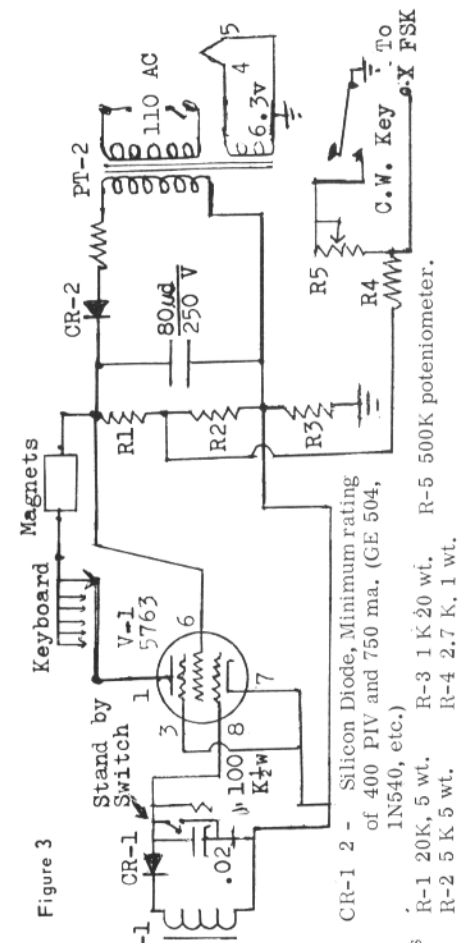 Figure 3
Keyboard
Magnets
Stand by
Switch
CR-1
-1
.02
100
K½w
V-1
5763
1
3
6
8
7
CR-2
PT-2
110 AC
80µd
250 V
6.3v
4
5
R1
R2
R3
R4
R5
C.W. Key
To
X FSK
CR-1 2 - Silicon Diode, Minimum rating
of 400 PIV and 750 ma. (GE 504,
1N540, etc.)
s R-1 20K, 5 wt. R-3 1 K 20 wt. R-5 500K poteniometer.
R-2 5 K 5 wt. R-4 2.7 K. 1 wt.